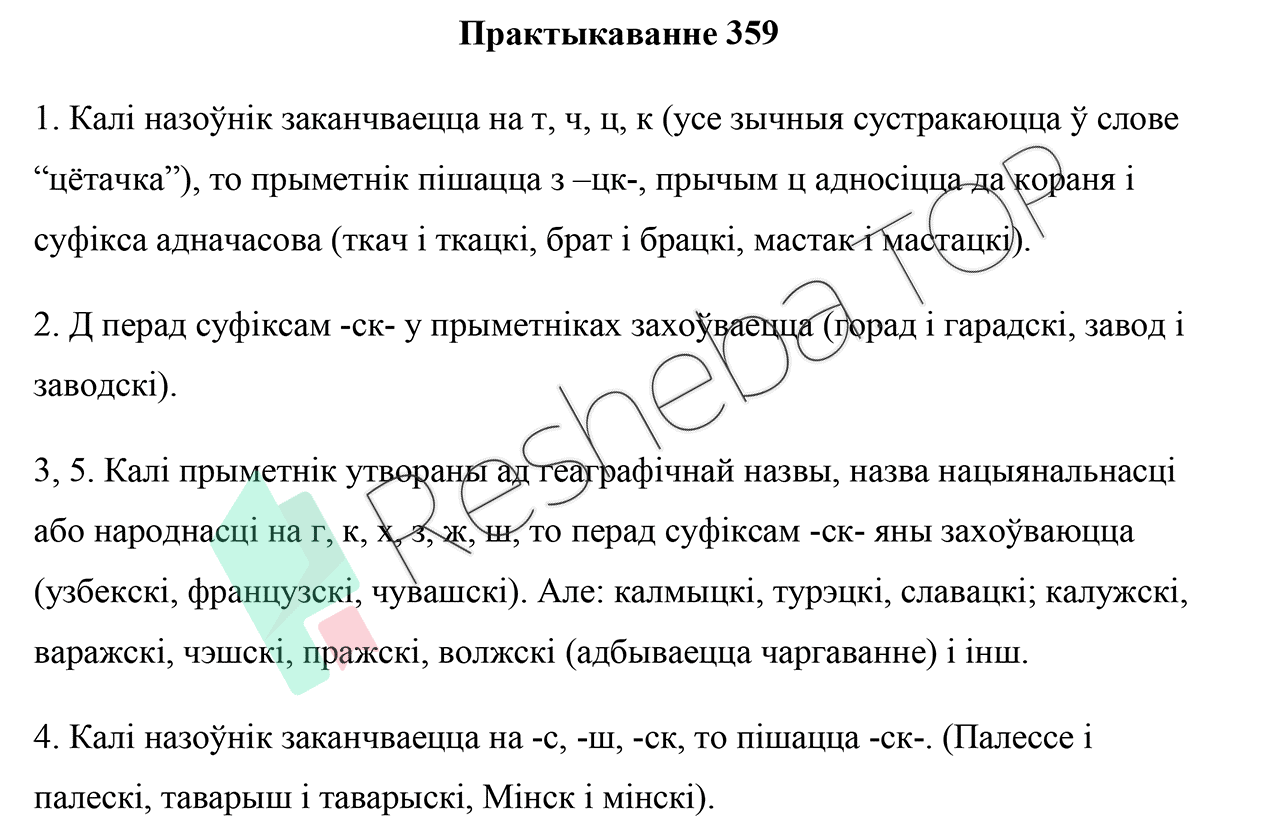 Практыкаванне 359
1. Калі назоўнік заканчваецца на т, ч, ц, к (усе зычныя сустракаюцца ў слове
“цётачка”), то прыметнік пішацца з –цк-, прычым ц адносіцца да кораня і
суфікса адначасова (ткач і ткацкі, брат і брацкі, мастак і мастацкі).
2. Д перад суфіксам -ск- у прыметніках захоўваецца (горад і гарадскі, завод і
заводскі).
3, 5. Калі прыметнік утвораны ад геаграфічнай назвы, назва нацыянальнасці
або народнасці на г, к, х, з, ж, ш, то перад суфіксам -ск- яны захоўваюцца
(узбекскі, французскі, чувашскі). Але: калмыцкі, турэцкі, славацкі; калужскі,
варажскі, чэшскі, пражскі, волжскі (адбываецца чаргаванне) і інш.
4. Калі назоўнік заканчваецца на -с, -ш, -ск, то пішацца -ск-. (Палессе і
палескі, таварыш і таварыскі, Мінск і мінскі).
Resheba TOP